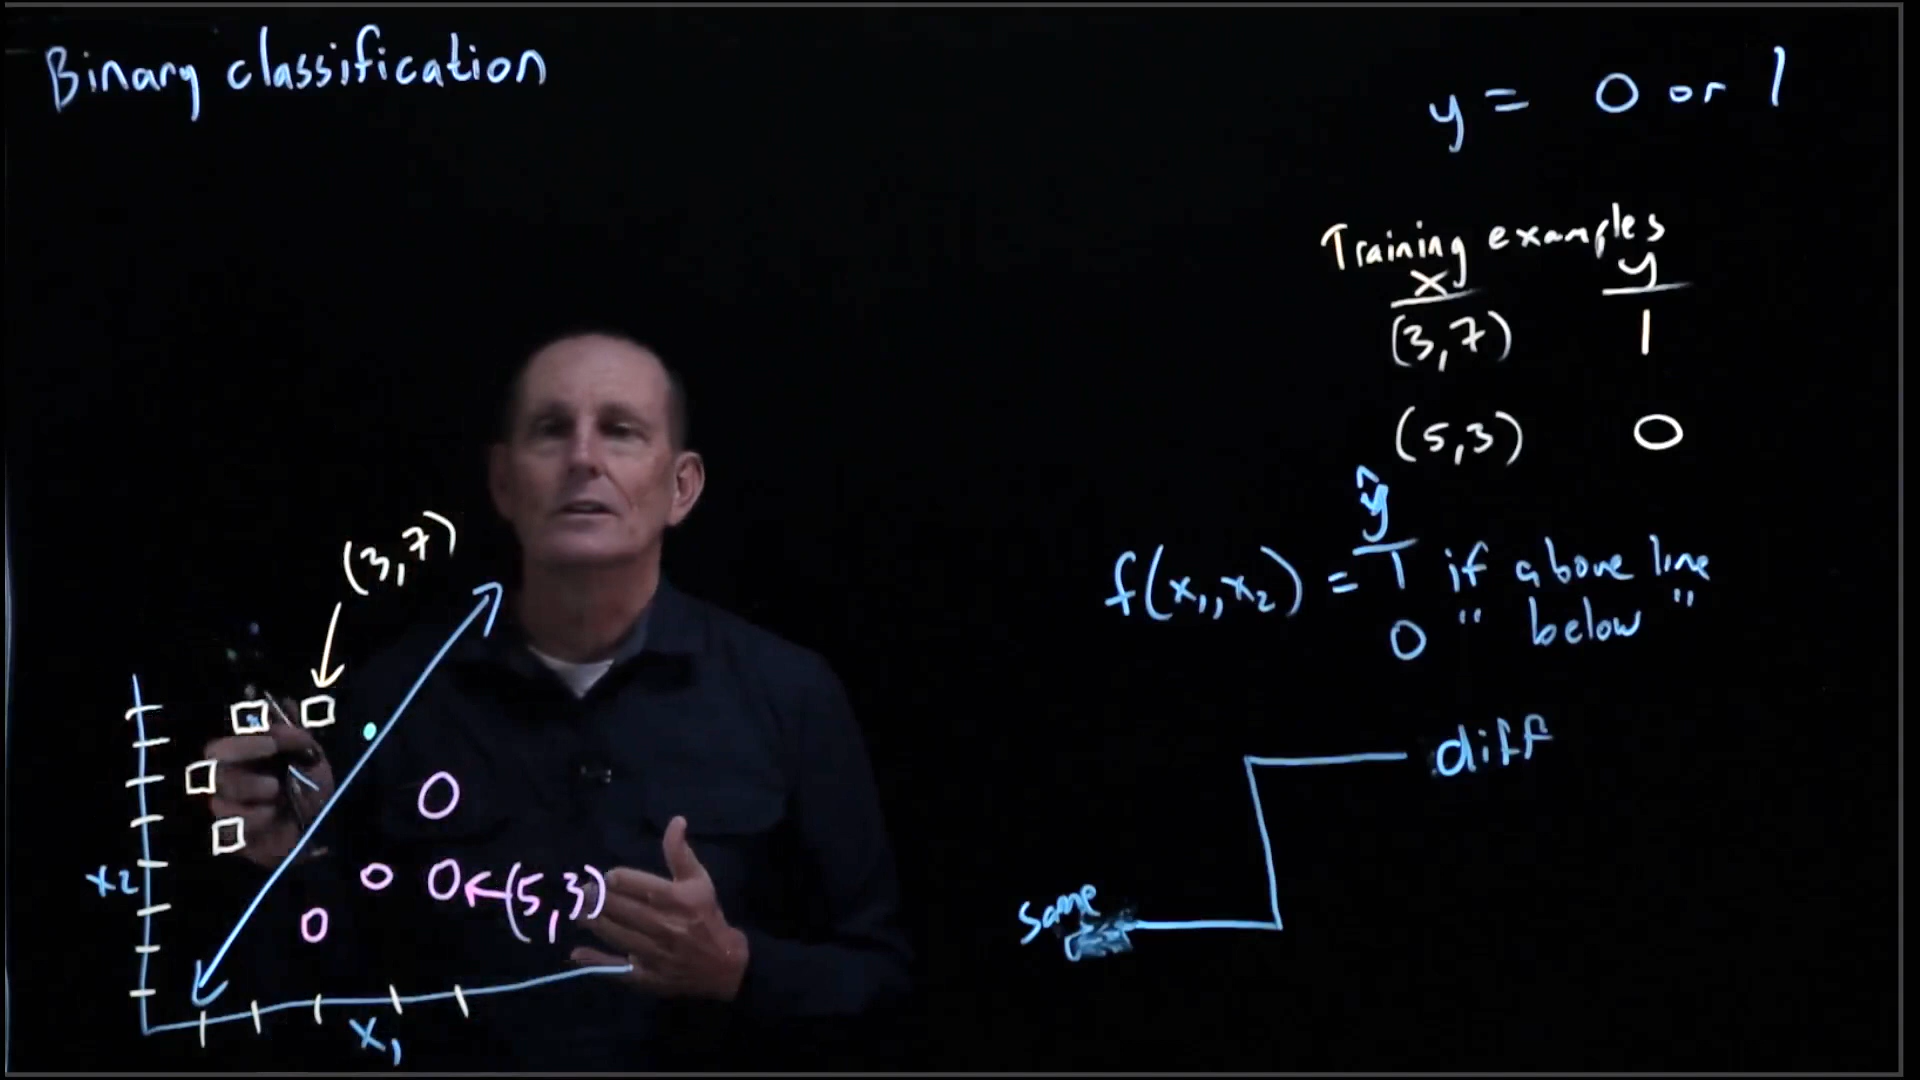 Binary classification
y = 0 or 1
Training examples
x y
(3,7) 1
(5,3) 0
ŷ
f(x₁,x₂) = 1 if above line
0 " below "
(3,7)
diff
x2
(5,3)
same
x₁